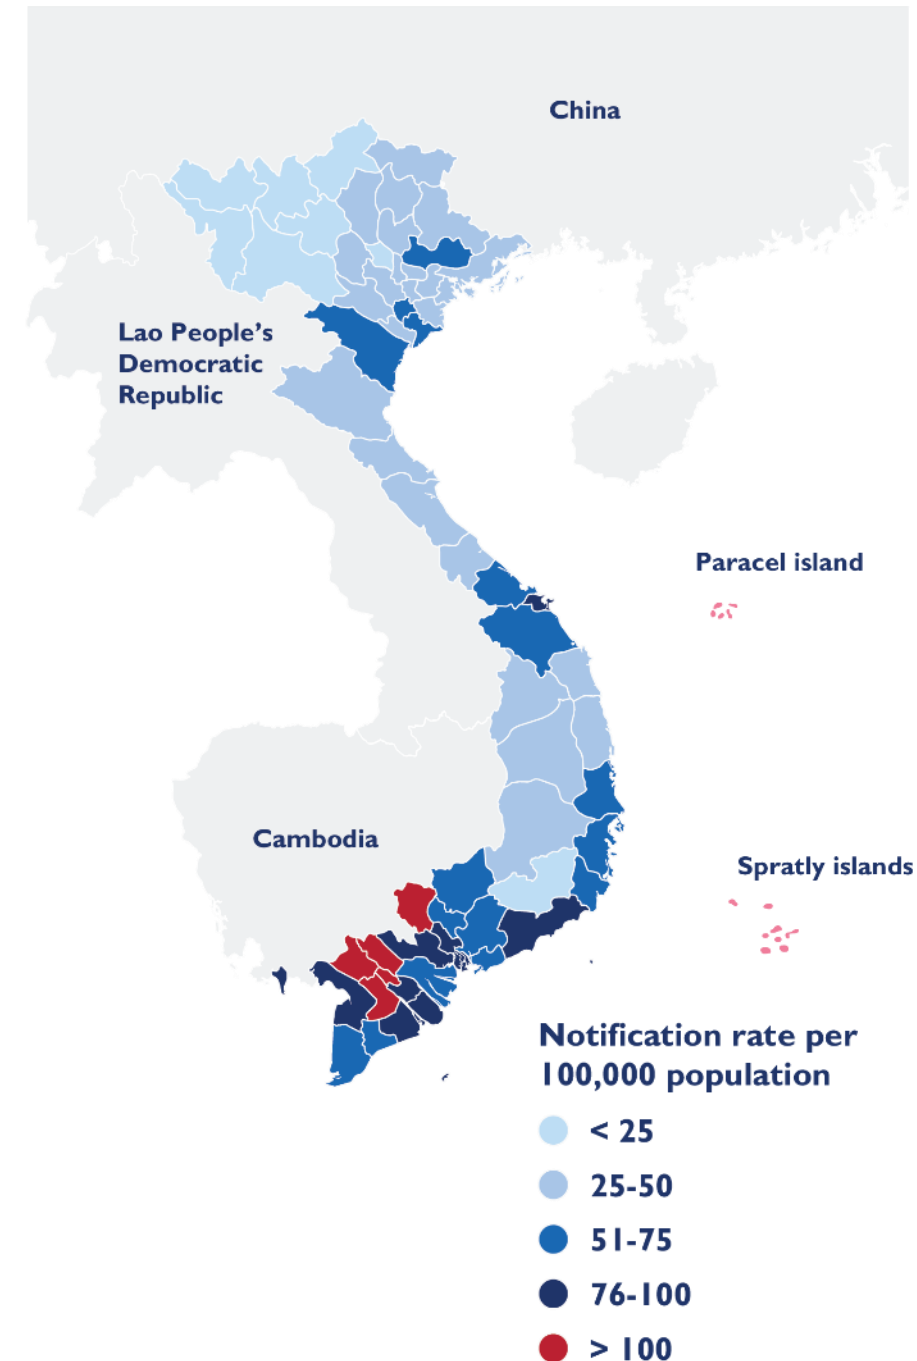 China
Lao People’s
Democratic
Republic
Paracel island
Cambodia
Spratly islands
Notification rate per
100,000 population
< 25
25-50
51-75
76-100
> 100